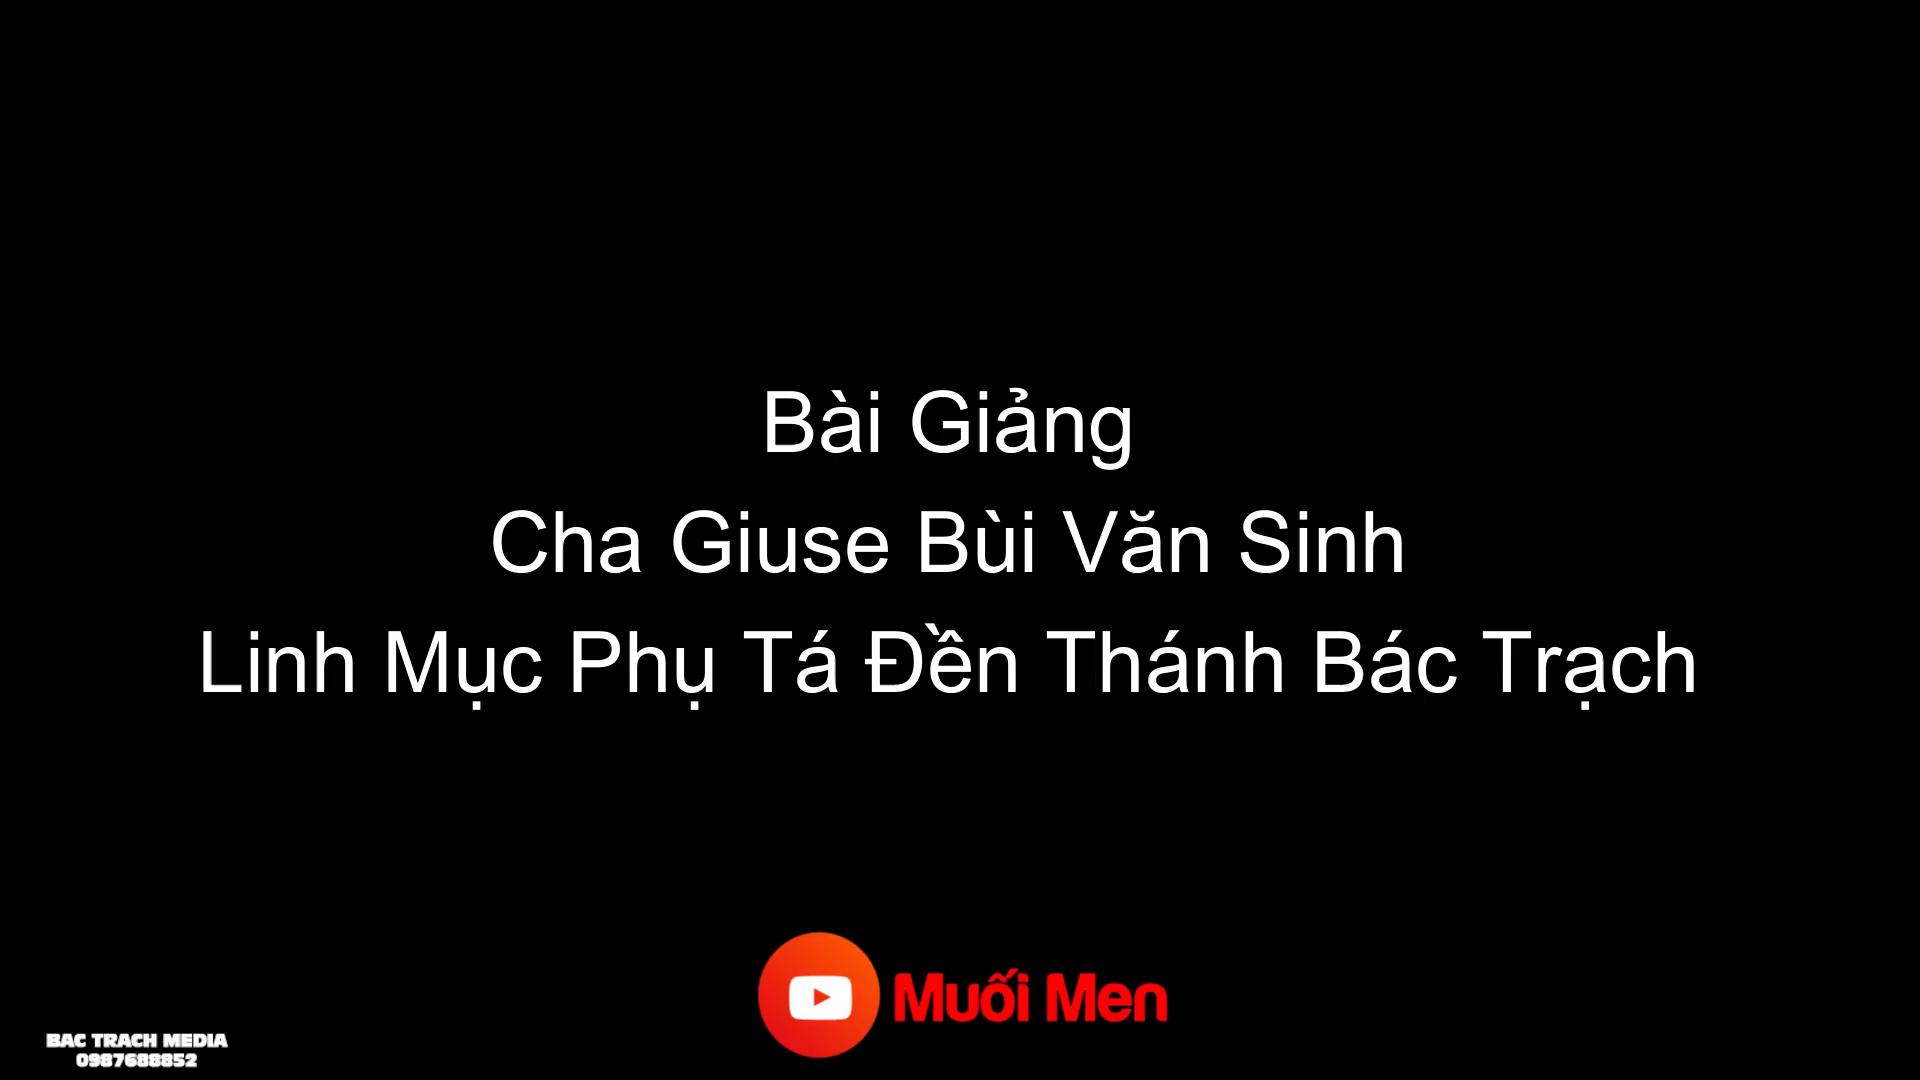 Bài Giảng
Cha Giuse Bùi Văn Sinh
Linh Mục Phụ Tá Đền Thánh Bác Trạch
Muối Men
BAC TRACH MEDIA
0987688852